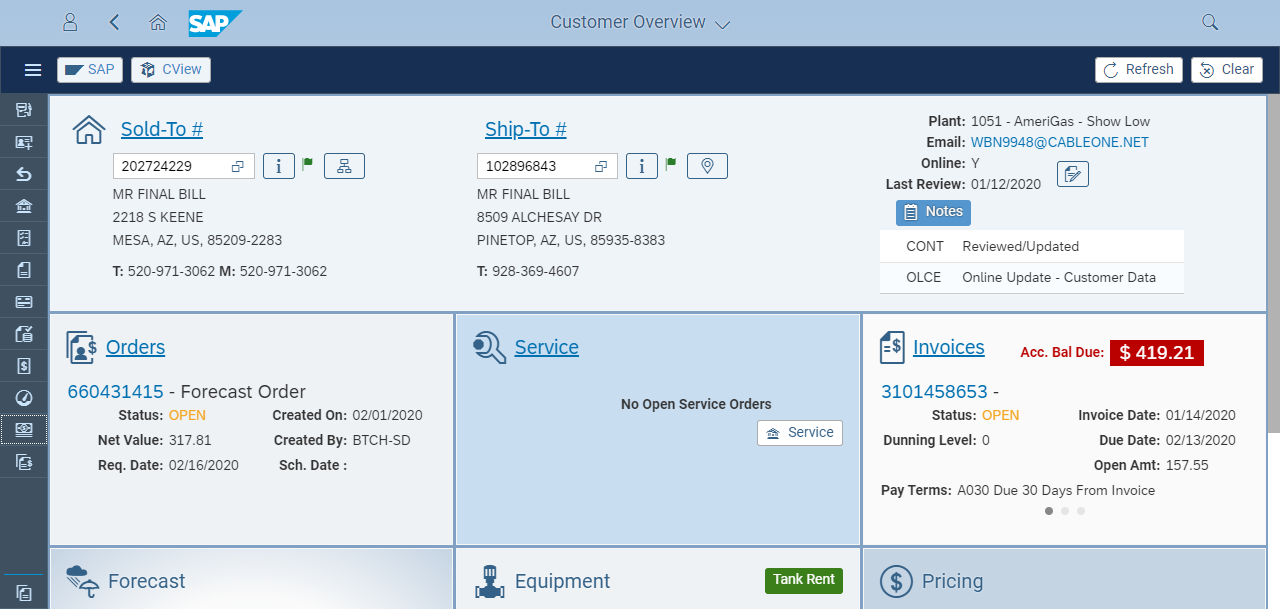 SAP Customer Overview
SAP CView Refresh Clear
Sold-To #
202724229
MR FINAL BILL
2218 S KEENE
MESA, AZ, US, 85209-2283
T: 520-971-3062 M: 520-971-3062
Ship-To #
102896843
MR FINAL BILL
8509 ALCHESAY DR
PINETOP, AZ, US, 85935-8383
T: 928-369-4607
Plant: 1051 - AmeriGas - Show Low
Email: WBN9948@CABLEONE.NET
Online: Y
Last Review: 01/12/2020
Notes
CONT Reviewed/Updated
OLCE Online Update - Customer Data
Orders
660431415 - Forecast Order
Status: OPEN Created On: 02/01/2020
Net Value: 317.81 Created By: BTCH-SD
Req. Date: 02/16/2020 Sch. Date :
Service
No Open Service Orders
Service
Invoices Acc. Bal Due: $ 419.21
3101458653 -
Status: OPEN Invoice Date: 01/14/2020
Dunning Level: 0 Due Date: 02/13/2020
Open Amt: 157.55
Pay Terms: A030 Due 30 Days From Invoice
Forecast
Equipment Tank Rent
Pricing